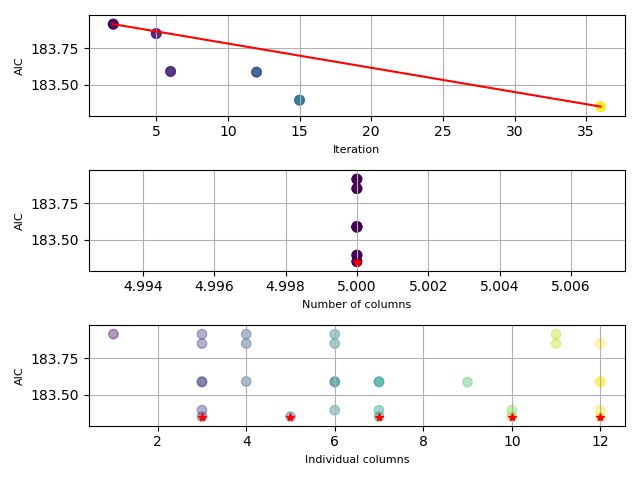 AIC
183.75
183.50
5 10 15 20 25 30 35
Iteration
AIC
183.75
183.50
4.994 4.996 4.998 5.000 5.002 5.004 5.006
Number of columns
AIC
183.75
183.50
2 4 6 8 10 12
Individual columns